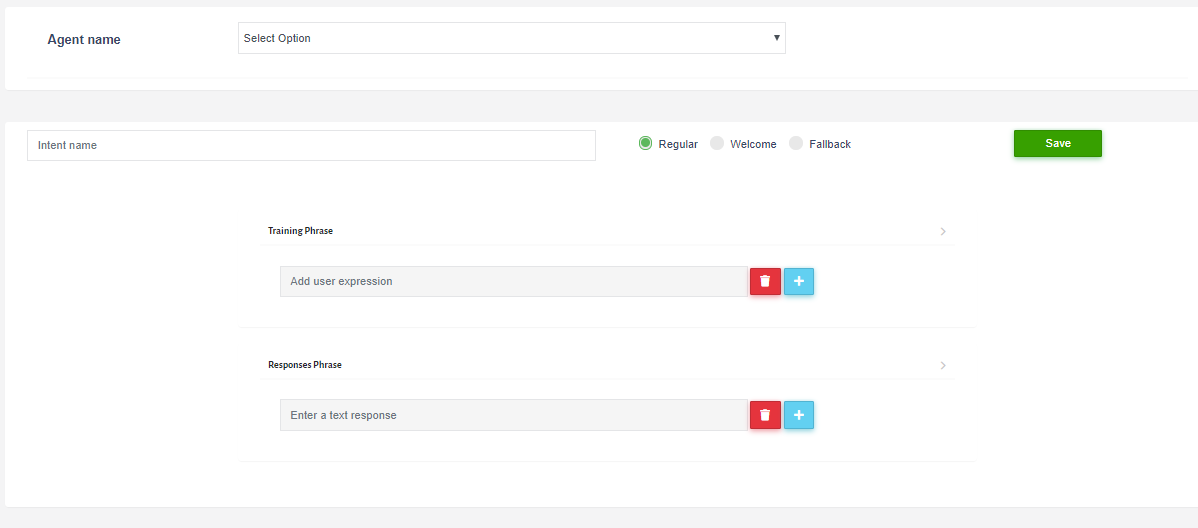 Agent name
Select Option
Intent name
Regular Welcome Fallback
Save
Training Phrase
Add user expression
Responses Phrase
Enter a text response